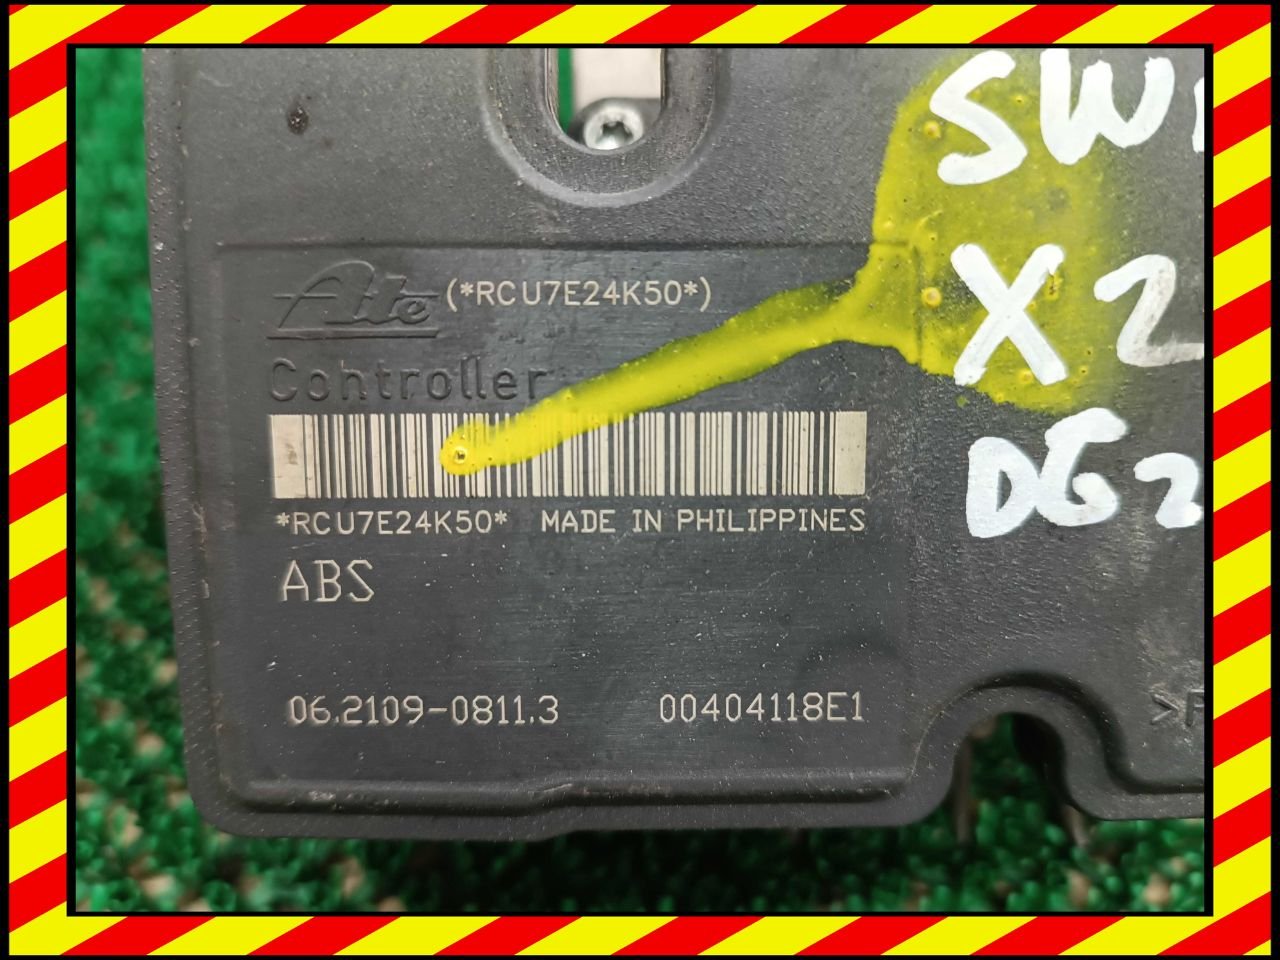 SW
X2
DG2
Ate (*RCU7E24K50*)
Controller
*RCU7E24K50* MADE IN PHILIPPINES
ABS
06.2109-0811.3 00404118E1
>P